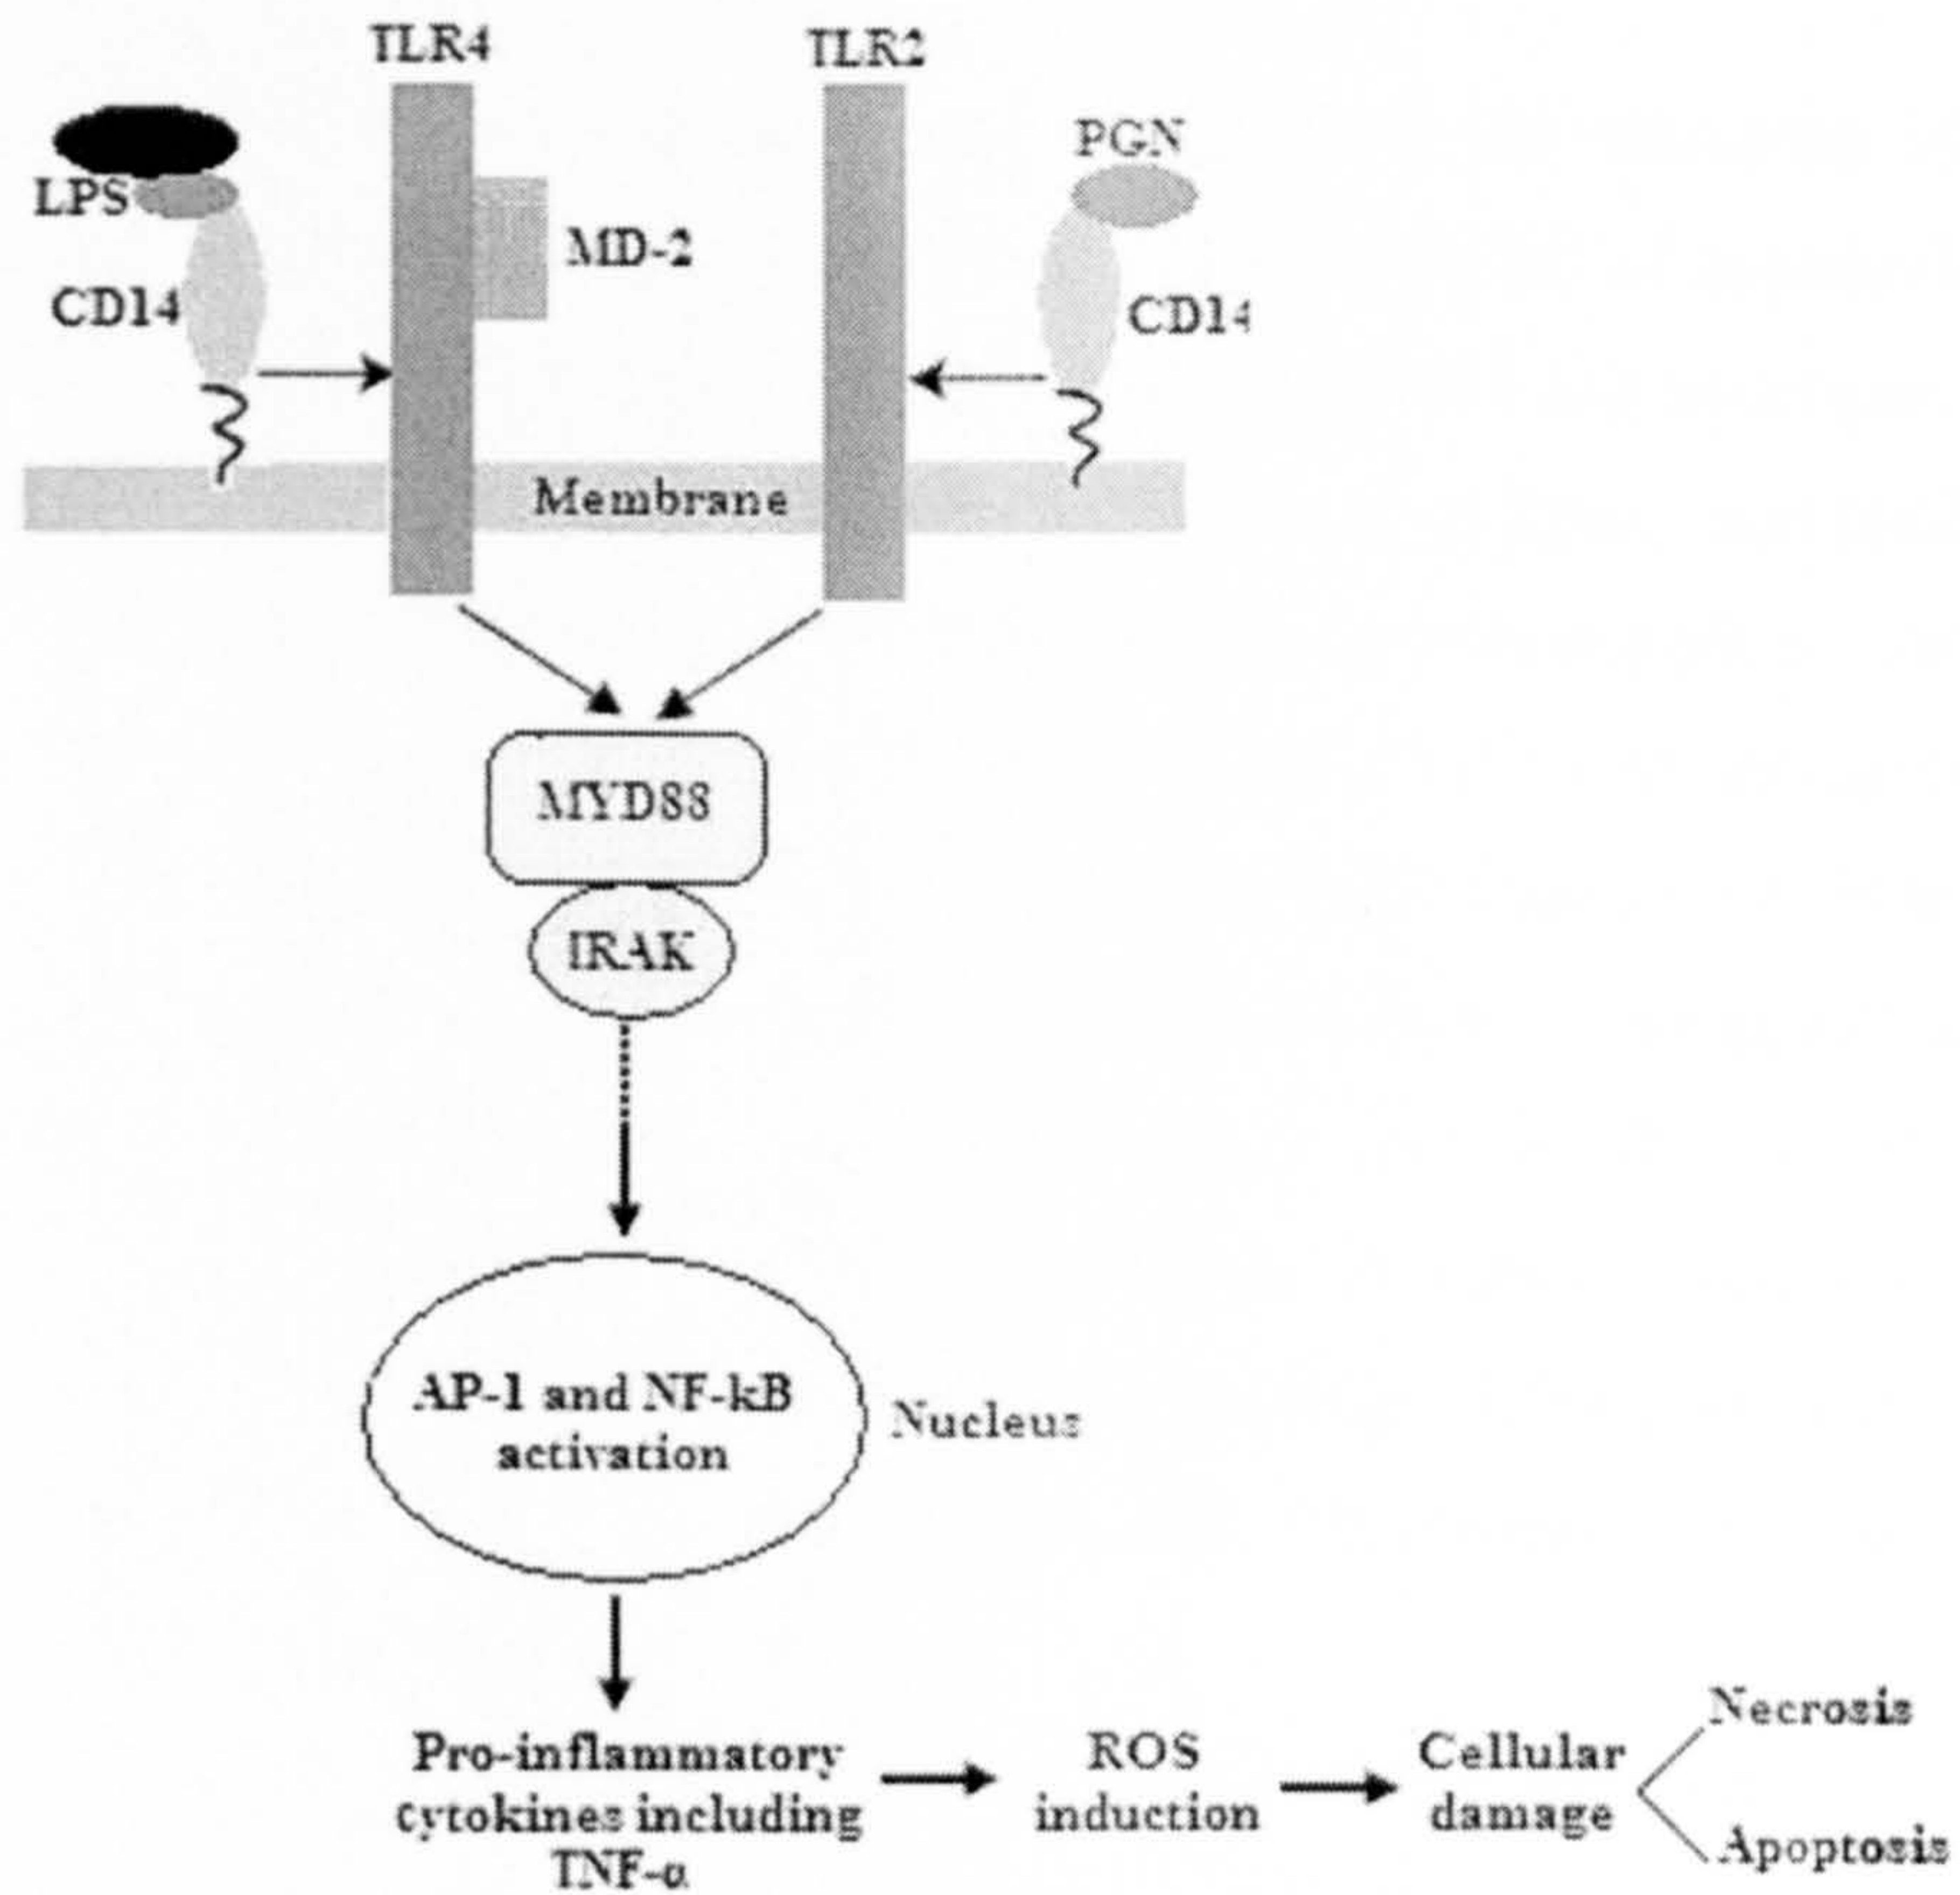 TLR4
TLR2
PGN
LPS
MD-2
CD14
CD14
Membrane
MYD88
IRAK
AP-1 and NF-kB
activation
Nucleus
Pro-inflammatory
cytokines including
TNF-α
ROS
induction
Cellular
damage
Necrosis
Apoptosis